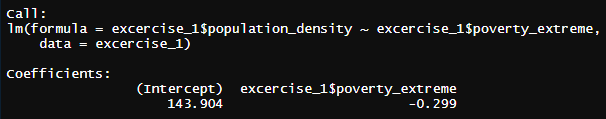 Call:
lm(formula = excercise_1$population_density ~ excercise_1$poverty_extreme,
data = excercise_1)
Coefficients:
(Intercept) excercise_1$poverty_extreme
143.904 -0.299